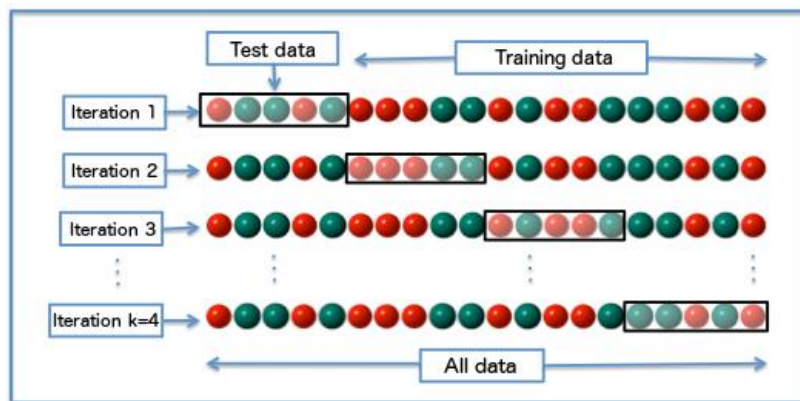 Test data
Training data
Iteration 1
Iteration 2
Iteration 3
Iteration k=4
All data